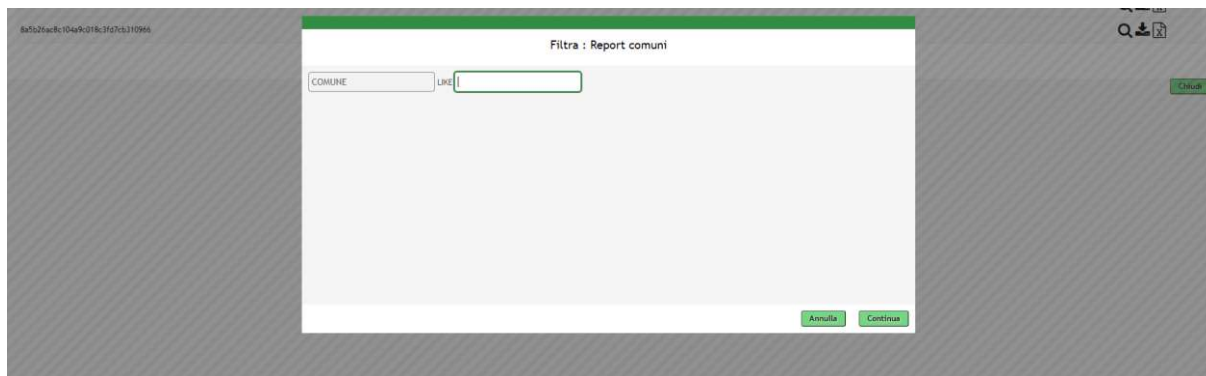 8a5b26ac8c104a9c018c3fd7cb310966
Filtra : Report comuni
COMUNE LIKE
Chiudi
Annulla Continua